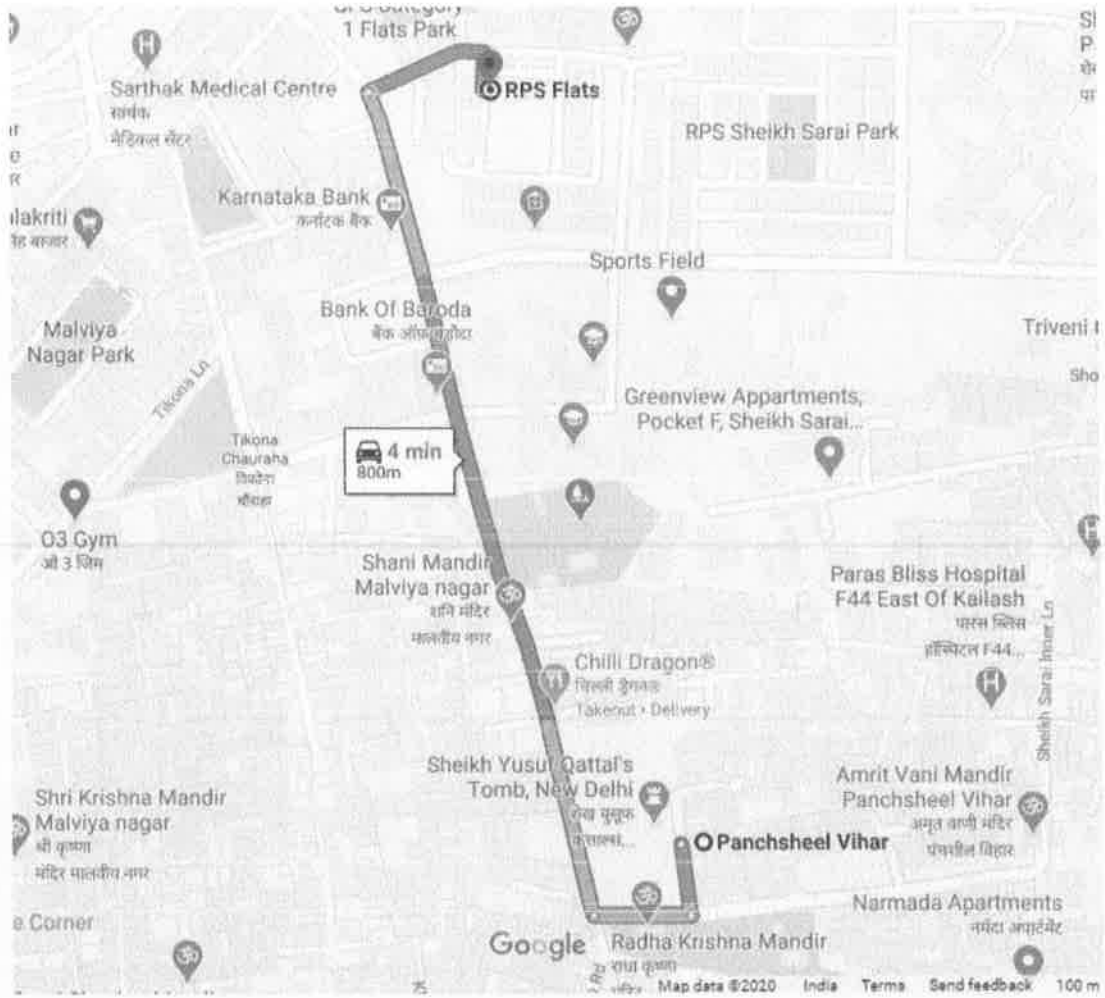 1 Flats Park
Sarthak Medical Centre
सार्थक
मेडिकल सेंटर
RPS Flats
RPS Sheikh Sarai Park
Karnataka Bank
कर्नाटक बैंक
Sports Field
Bank Of Baroda
बैंक ऑफ़ बड़ोदा
Malviya
Nagar Park
Tikona Ln
Triveni
Sho
Greenview Appartments,
Pocket F, Sheikh Sarai...
Tikona
Chauraha
तिकोना
चौराहा
4 min
800m
O3 Gym
ओ 3 जिम
Shani Mandir
Malviya nagar
शनि मंदिर
मालवीय नगर
Paras Bliss Hospital
F44 East Of Kailash
पारस ब्लिस
हॉस्पिटल F44...
Sheikh Sarai Inner Ln
Chilli Dragon®
चिल्ली ड्रैगन®
Takeout • Delivery
Sheikh Yusuf Qattal's
Tomb, New Delhi
शेख यूसुफ
Amrit Vani Mandir
Panchsheel Vihar
अमृत वाणी मंदिर
पंचशील विहार
Shri Krishna Mandir
Malviya nagar
श्री कृष्णा
मंदिर मालवीय नगर
Panchsheel Vihar
e Corner
Narmada Apartments
नर्मदा अपार्टमेंट
Google
Radha Krishna Mandir
राधा कृष्णा
मंदिर
Rd
Map data ©2020 India Terms Send feedback 100 m